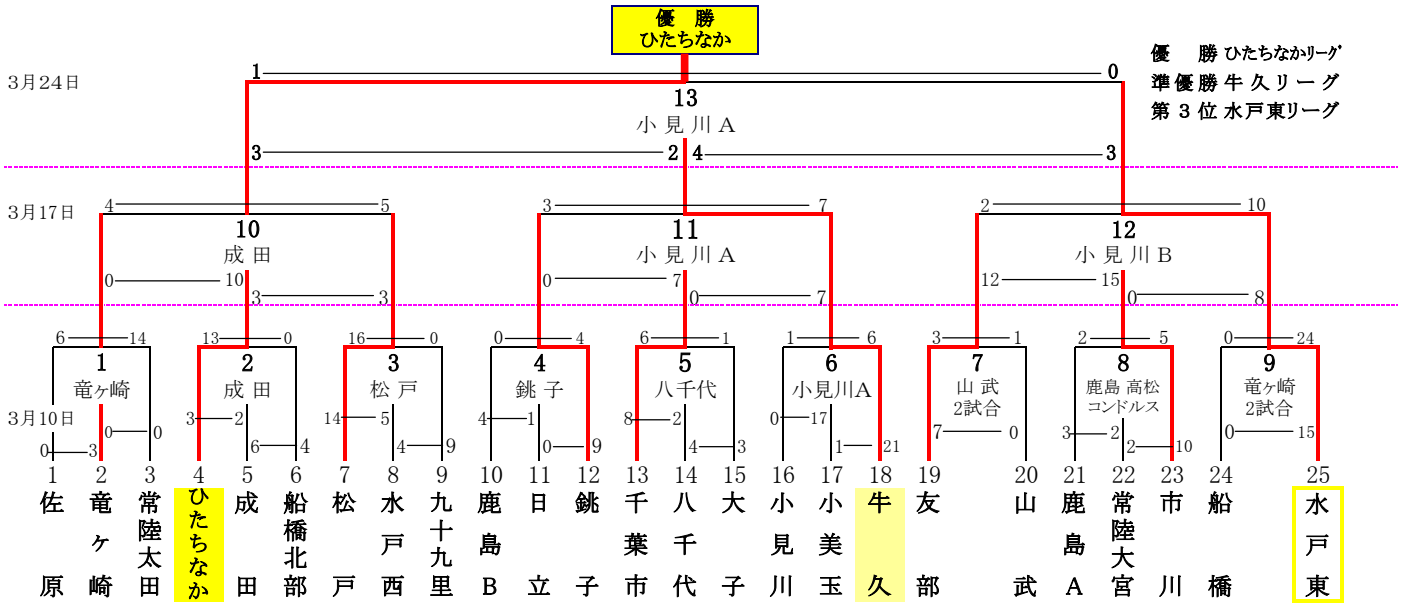 優 勝
ひたちなか
優 勝 ひたちなかリーグ
準優勝 牛久リーグ
第3位 水戸東リーグ
3月24日
1 0
13
小見川A
3 2 4 3
3月17日
4 5 3 7 2 10
10 11 12
成田 小見川A 小見川B
0 10 0 7 12 15
3 3 0 7 0 8
6 14 13 0 16 0 0 4 6 1 1 6 3 1 2 5 0 24
1 2 3 4 5 6 7 8 9
竜ヶ崎 成田 松戸 銚子 八千代 小見川A 山武 鹿島 高松 竜ヶ崎
2試合 コンドルス 2試合
3月10日
3 2 14 5 4 1 8 2 0 17
0 0 7 0 3 2 0 15
0 3 6 4 4 9 0 9 4 3 1 21 2 10
1 2 3 4 5 6 7 8 9 10 11 12 13 14 15 16 17 18 19 20 21 22 23 24 25
佐原
竜ヶ崎
常陸太田
ひたちなか
成田
船橋北部
松戸
水戸西
九十九里
鹿島B
日立
銚子
千葉市
八千代
大子
小見川
小美玉
牛久
友部
山武
鹿島A
常陸大宮
市川
船橋
水戸東